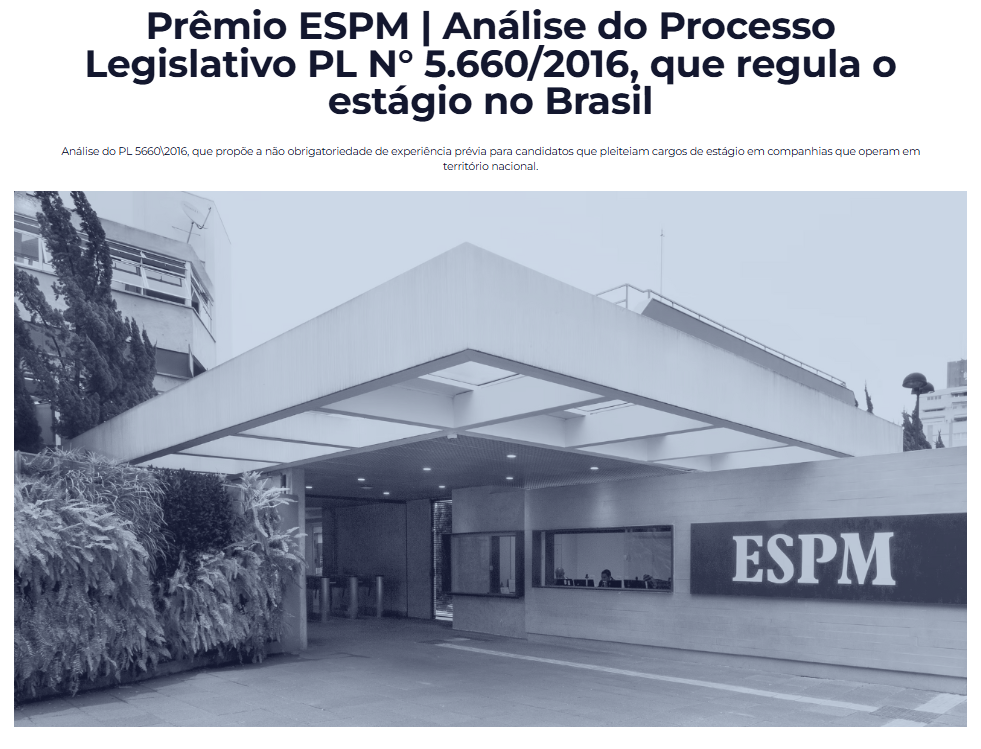 Prêmio ESPM | Análise do Processo
Legislativo PL N° 5.660/2016, que regula o
estágio no Brasil
Análise do PL 5660\2016, que propõe a não obrigatoriedade de experiência prévia para candidatos que pleiteiam cargos de estágio em companhias que operam em
território nacional.
ESPM